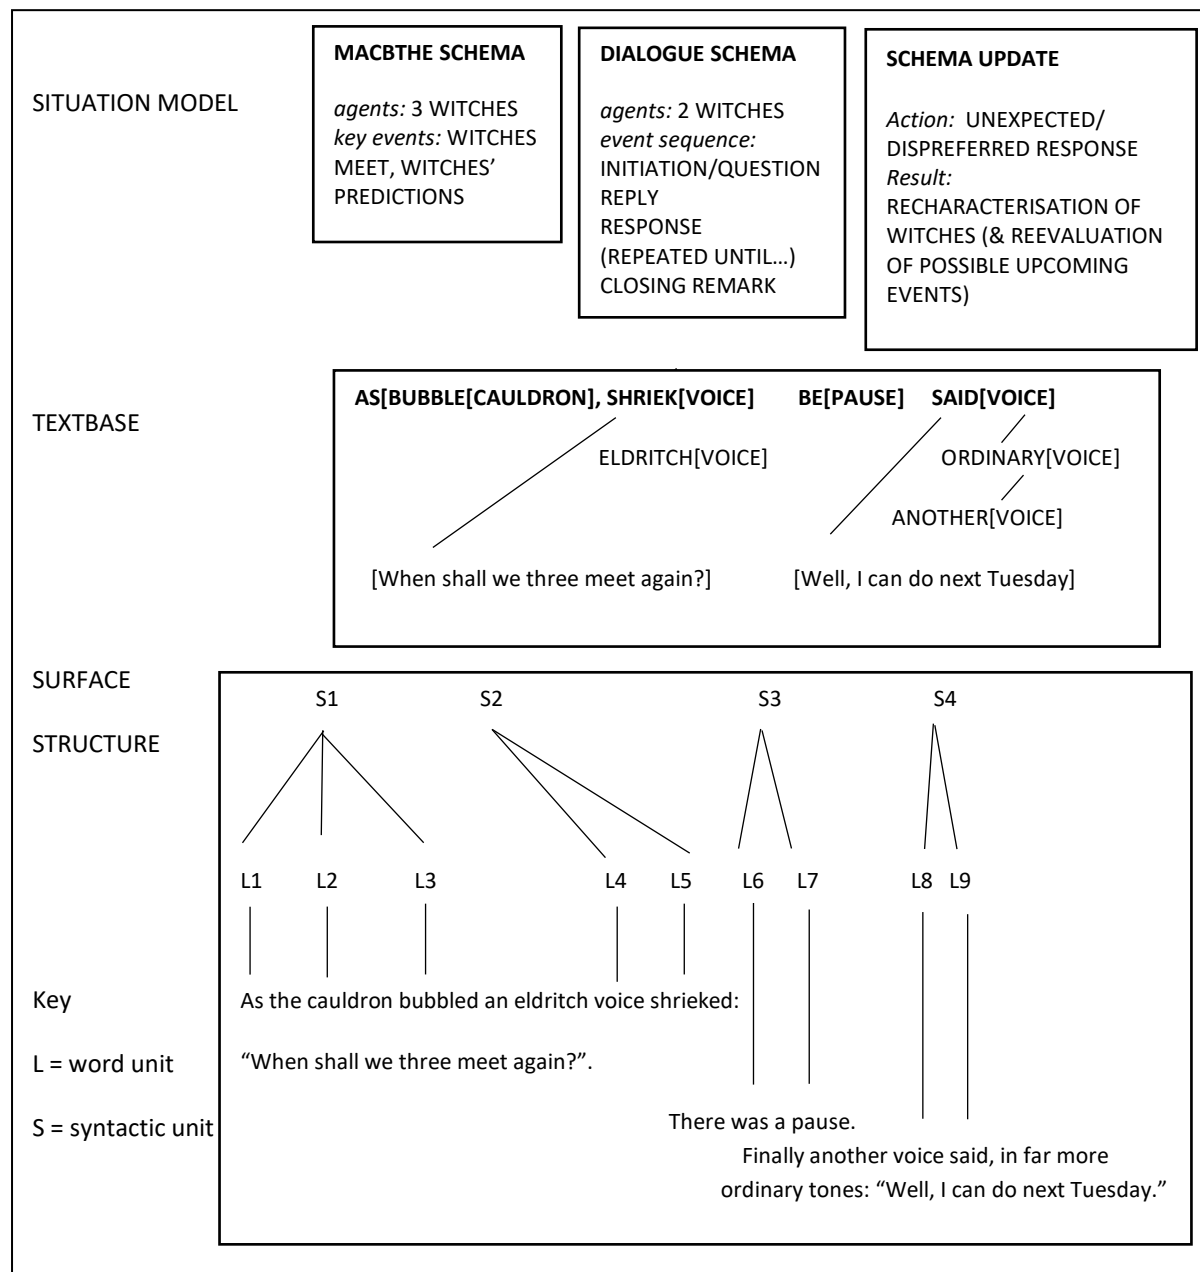 SITUATION MODEL
MACBTHE SCHEMA
agents: 3 WITCHES
key events: WITCHES
MEET, WITCHES’
PREDICTIONS
DIALOGUE SCHEMA
agents: 2 WITCHES
event sequence:
INITIATION/QUESTION
REPLY
RESPONSE
(REPEATED UNTIL…)
CLOSING REMARK
SCHEMA UPDATE
Action: UNEXPECTED/
DISPREFERRED RESPONSE
Result:
RECHARACTERISATION OF
WITCHES (& REEVALUATION
OF POSSIBLE UPCOMING
EVENTS)
TEXTBASE
AS[BUBBLE[CAULDRON], SHRIEK[VOICE] BE[PAUSE] SAID[VOICE]
ELDRITCH[VOICE] ORDINARY[VOICE]
ANOTHER[VOICE]
[When shall we three meet again?] [Well, I can do next Tuesday]
SURFACE
STRUCTURE
S1 S2 S3 S4
L1 L2 L3 L4 L5 L6 L7 L8 L9
Key
L = word unit
S = syntactic unit
As the cauldron bubbled an eldritch voice shrieked:
“When shall we three meet again?”.
There was a pause.
Finally another voice said, in far more
ordinary tones: “Well, I can do next Tuesday.”